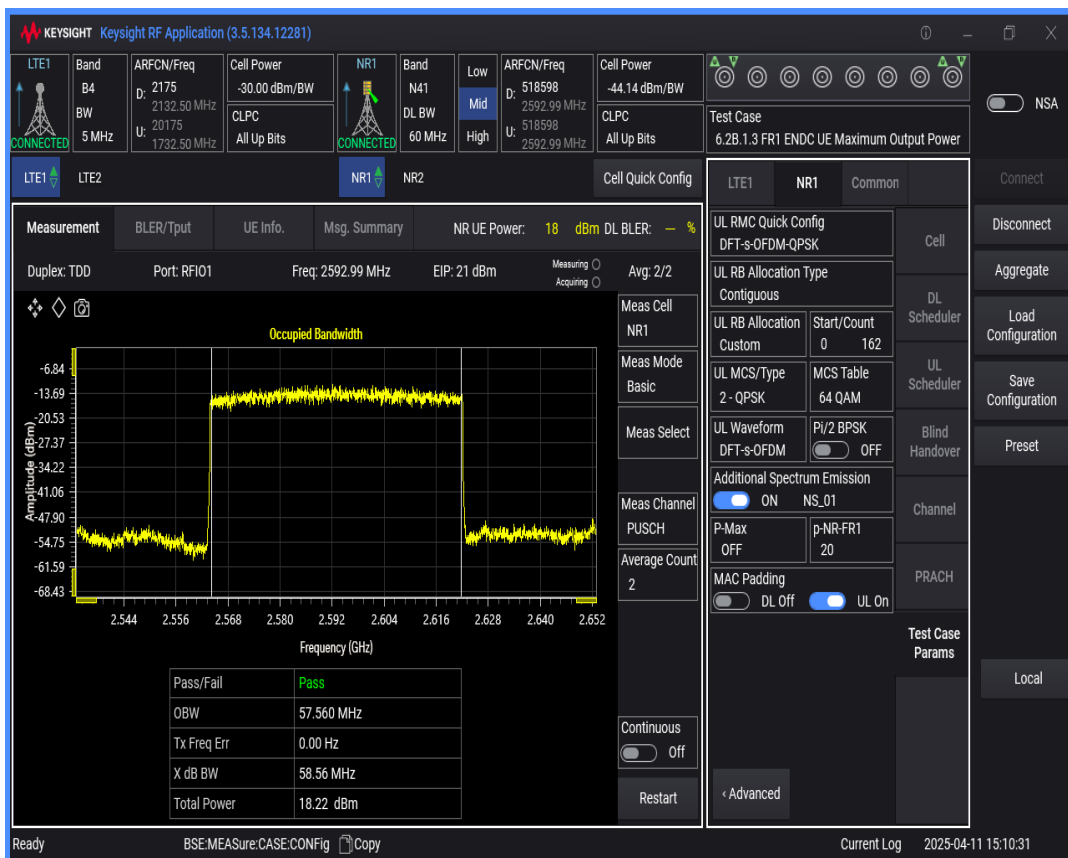 KEYSIGHT Keysight RF Application (3.5.134.12281)
LTE1 Band ARFCN/Freq Cell Power NR1 Band Low ARFCN/Freq Cell Power
B4 D: 2175 -30.00 dBm/BW N41 Mid D: 518598 -44.14 dBm/BW
2132.50 MHz 2592.99 MHz
BW U: 20175 CLPC DL BW High U: 518598 CLPC Test Case
CONNECTED 5 MHz 1732.50 MHz All Up Bits CONNECTED 60 MHz 2592.99 MHz All Up Bits 6.2B.1.3 FR1 ENDC UE Maximum Output Power
NSA
LTE1 LTE2 NR1 NR2 Cell Quick Config
Measurement BLER/Tput UE Info. Msg. Summary NR UE Power: 18 dBm DL BLER: — %
Duplex: TDD Port: RFIO1 Freq: 2592.99 MHz EIP: 21 dBm Measuring Avg: 2/2
Acquiring
Occupied Bandwidth
Amplitude (dBm)
-6.84
-13.69
-20.53
-27.37
-34.22
-41.06
-47.90
-54.75
-61.59
-68.43
2.544 2.556 2.568 2.580 2.592 2.604 2.616 2.628 2.640 2.652
Frequency (GHz)
Pass/Fail Pass
OBW 57.560 MHz
Tx Freq Err 0.00 Hz
X dB BW 58.56 MHz
Total Power 18.22 dBm
Meas Cell
NR1
Meas Mode
Basic
Meas Select
Meas Channel
PUSCH
Average Count
2
Continuous
Off
Restart
LTE1 NR1 Common
UL RMC Quick Config
DFT-s-OFDM-QPSK
UL RB Allocation Type
Contiguous
UL RB Allocation Start/Count
Custom 0 162
UL MCS/Type MCS Table
2 - QPSK 64 QAM
UL Waveform Pi/2 BPSK
DFT-s-OFDM OFF
Additional Spectrum Emission
ON NS_01
P-Max p-NR-FR1
OFF 20
MAC Padding
DL Off UL On
‹ Advanced
Cell
DL
Scheduler
UL
Scheduler
Blind
Handover
Channel
PRACH
Test Case
Params
Connect
Disconnect
Aggregate
Load
Configuration
Save
Configuration
Preset
Local
Ready BSE:MEASure:CASE:CONFig Copy Current Log 2025-04-11 15:10:31